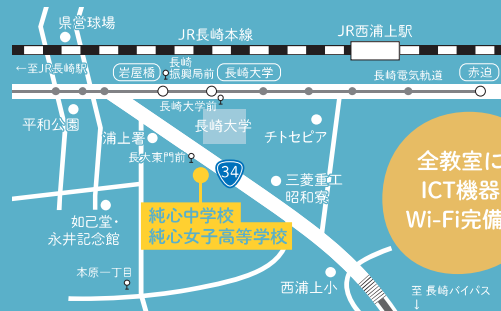 県営球場
JR長崎本線
JR西浦上駅
←至JR長崎駅
岩屋橋
長崎
振興局前
長崎大学
長崎電気軌道
赤迫
長崎大学前
平和公園
浦上署
長崎大学
チトセピア
長大東門前
34
三菱重工
昭和寮
全教室に
ICT機器
Wi-Fi完備
純心中学校
純心女子高等学校
如己堂・
永井記念館
本原一丁目
西浦上小
至 長崎バイパス
↓